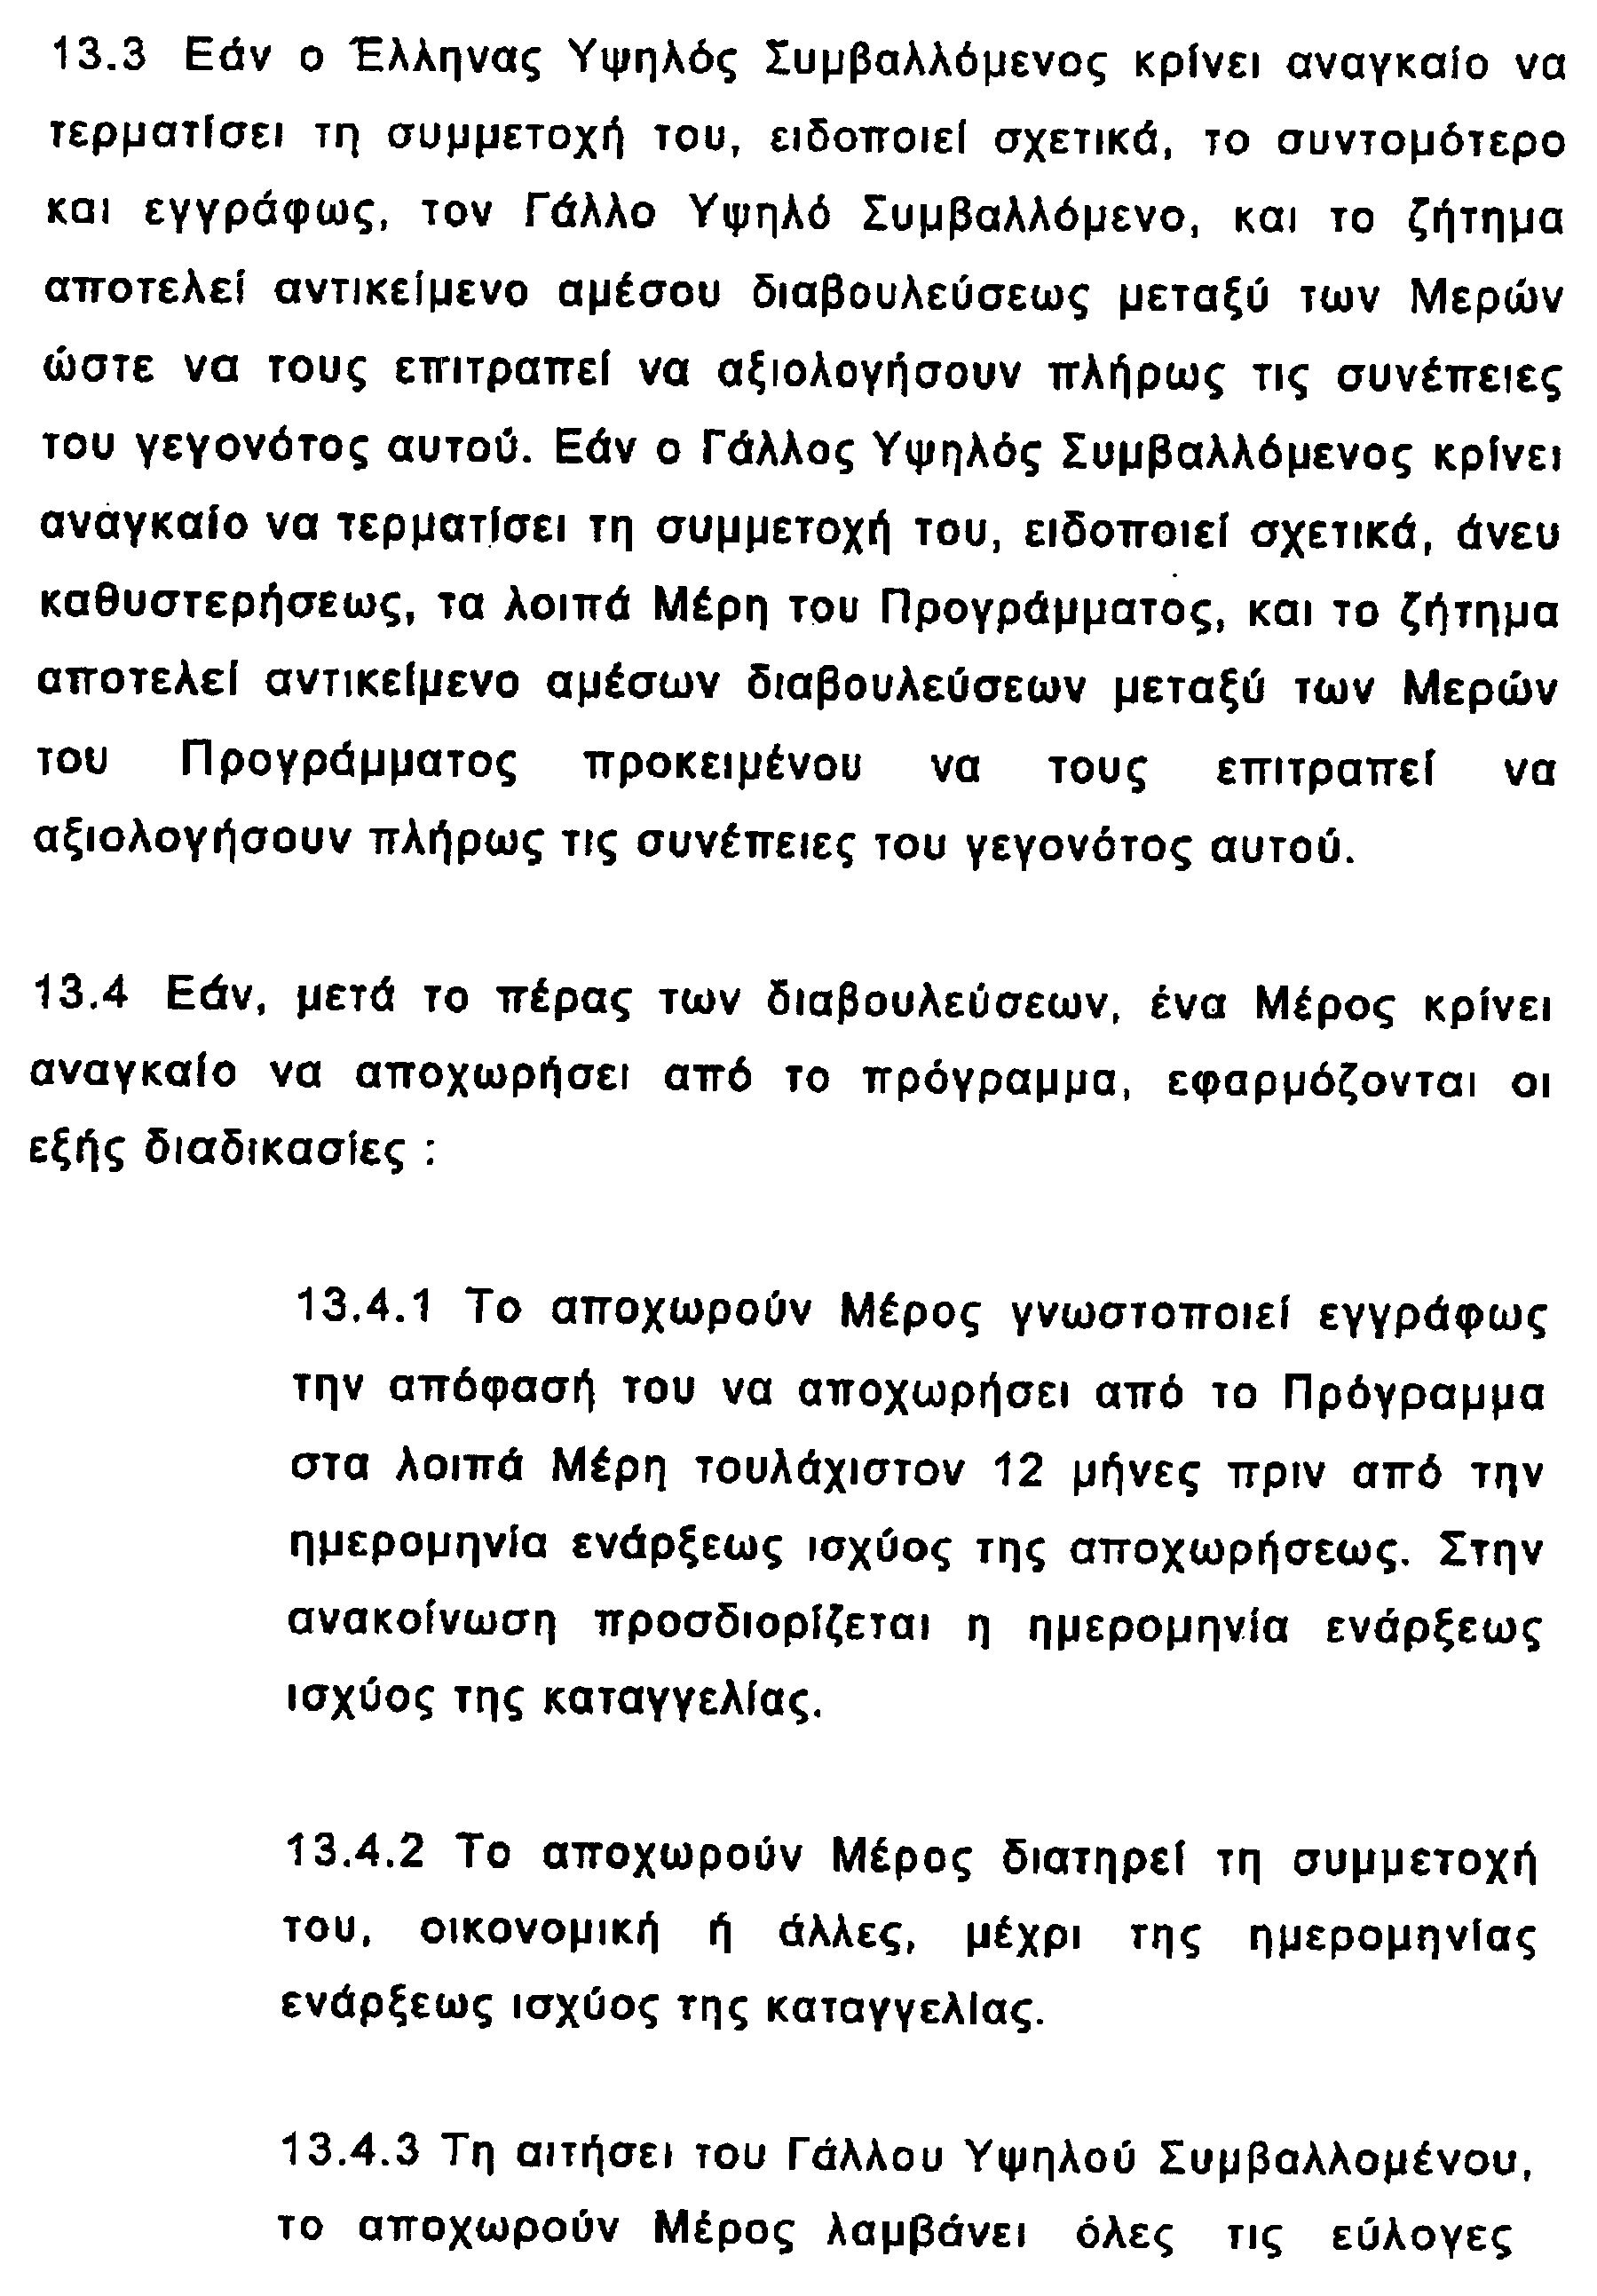 13.3 Εάν ο Έλληνας Υψηλός Συμβαλλόμενος κρίνει αναγκαίο να
τερματίσει τη συμμετοχή του, ειδοποιεί σχετικά, το συντομότερο
και εγγράφως, τον Γάλλο Υψηλό Συμβαλλόμενο, και το ζήτημα
αποτελεί αντικείμενο αμέσου διαβουλεύσεως μεταξύ των Μερών
ώστε να τους επιτραπεί να αξιολογήσουν πλήρως τις συνέπειες
του γεγονότος αυτού. Εάν ο Γάλλος Υψηλός Συμβαλλόμενος κρίνει
αναγκαίο να τερματίσει τη συμμετοχή του, ειδοποιεί σχετικά, άνευ
καθυστερήσεως, τα λοιπά Μέρη του Προγράμματος, και το ζήτημα
αποτελεί αντικείμενο αμέσων διαβουλεύσεων μεταξύ των Μερών
του Προγράμματος προκειμένου να τους επιτραπεί να
αξιολογήσουν πλήρως τις συνέπειες του γεγονότος αυτού.
13.4 Εάν, μετά το πέρας των διαβουλεύσεων, ένα Μέρος κρίνει
αναγκαίο να αποχωρήσει από το πρόγραμμα, εφαρμόζονται οι
εξής διαδικασίες :
13.4.1 Το αποχωρούν Μέρος γνωστοποιεί εγγράφως
την απόφασή του να αποχωρήσει από το Πρόγραμμα
στα λοιπά Μέρη τουλάχιστον 12 μήνες πριν από την
ημερομηνία ενάρξεως ισχύος της αποχωρήσεως. Στην
ανακοίνωση προσδιορίζεται η ημερομηνία ενάρξεως
ισχύος της καταγγελίας.
13.4.2 Το αποχωρούν Μέρος διατηρεί τη συμμετοχή
του, οικονομική ή άλλες, μέχρι της ημερομηνίας
ενάρξεως ισχύος της καταγγελίας.
13.4.3 Τη αιτήσει του Γάλλου Υψηλού Συμβαλλομένου,
το αποχωρούν Μέρος λαμβάνει όλες τις εύλογες